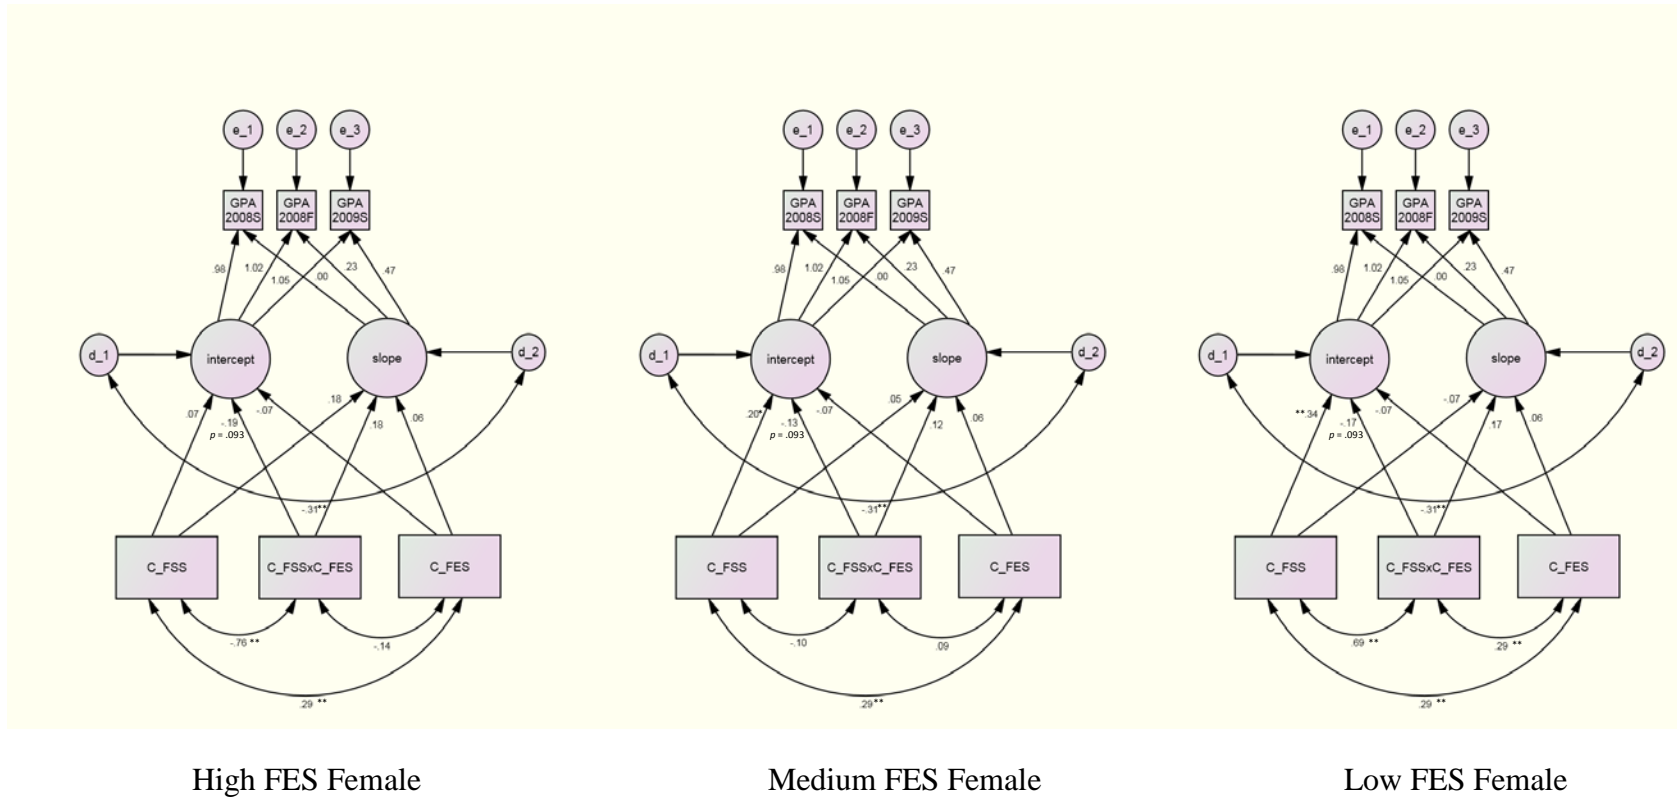 e_1 e_2 e_3
GPA 2008S
GPA 2008F
GPA 2009S
.98 1.02 1.05 .00 .23 .47
d_1 intercept slope d_2
.07 -.19 -.07 .18 .18 .06
p = .093
-.31**
C_FSS C_FSSxC_FES C_FES
-.76 ** -.14
.29 **
High FES Female
e_1 e_2 e_3
GPA 2008S
GPA 2008F
GPA 2009S
.98 1.02 1.05 .00 .23 .47
d_1 intercept slope d_2
.20* -.13 -.07 .05 .12 .06
p = .093
-.31**
C_FSS C_FSSxC_FES C_FES
-.10 .09
.29**
Medium FES Female
e_1 e_2 e_3
GPA 2008S
GPA 2008F
GPA 2009S
.98 1.02 1.05 .00 .23 .47
d_1 intercept slope d_2
**.34 -.17 -.07 -.07 .17 .06
p = .093
-.31**
C_FSS C_FSSxC_FES C_FES
.69 ** .29 **
.29 **
Low FES Female